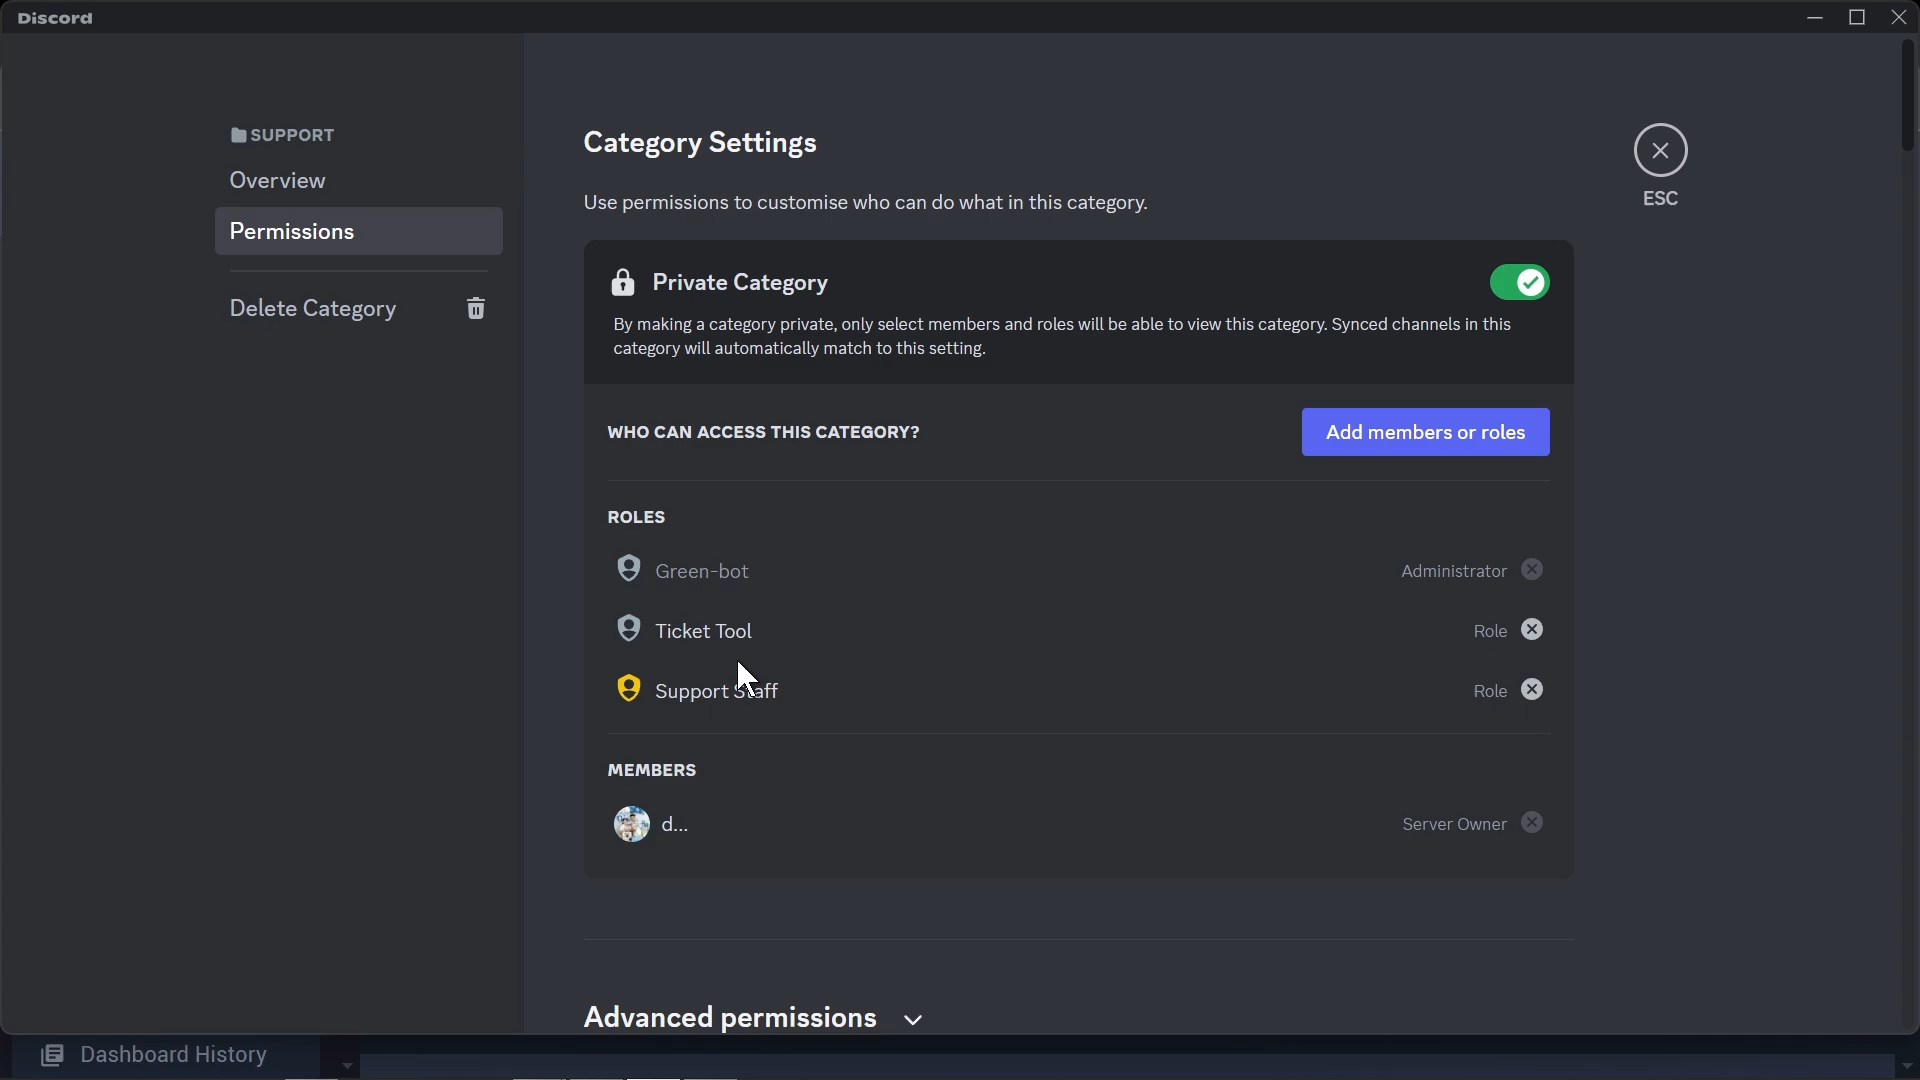 Discord
SUPPORT
Overview
Permissions
Delete Category
Category Settings
Use permissions to customise who can do what in this category.
ESC
Private Category
By making a category private, only select members and roles will be able to view this category. Synced channels in this
category will automatically match to this setting.
WHO CAN ACCESS THIS CATEGORY?
Add members or roles
ROLES
Green-bot
Administrator
Ticket Tool
Role
Support Staff
Role
MEMBERS
d...
Server Owner
Advanced permissions
Dashboard History